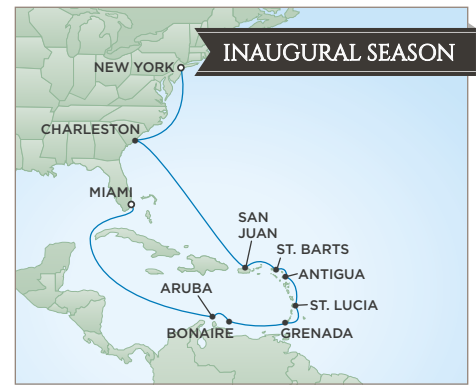 INAUGURAL SEASON
NEW YORK
CHARLESTON
MIAMI
SAN
JUAN
ST. BARTS
ANTIGUA
ARUBA
ST. LUCIA
BONAIRE
GRENADA